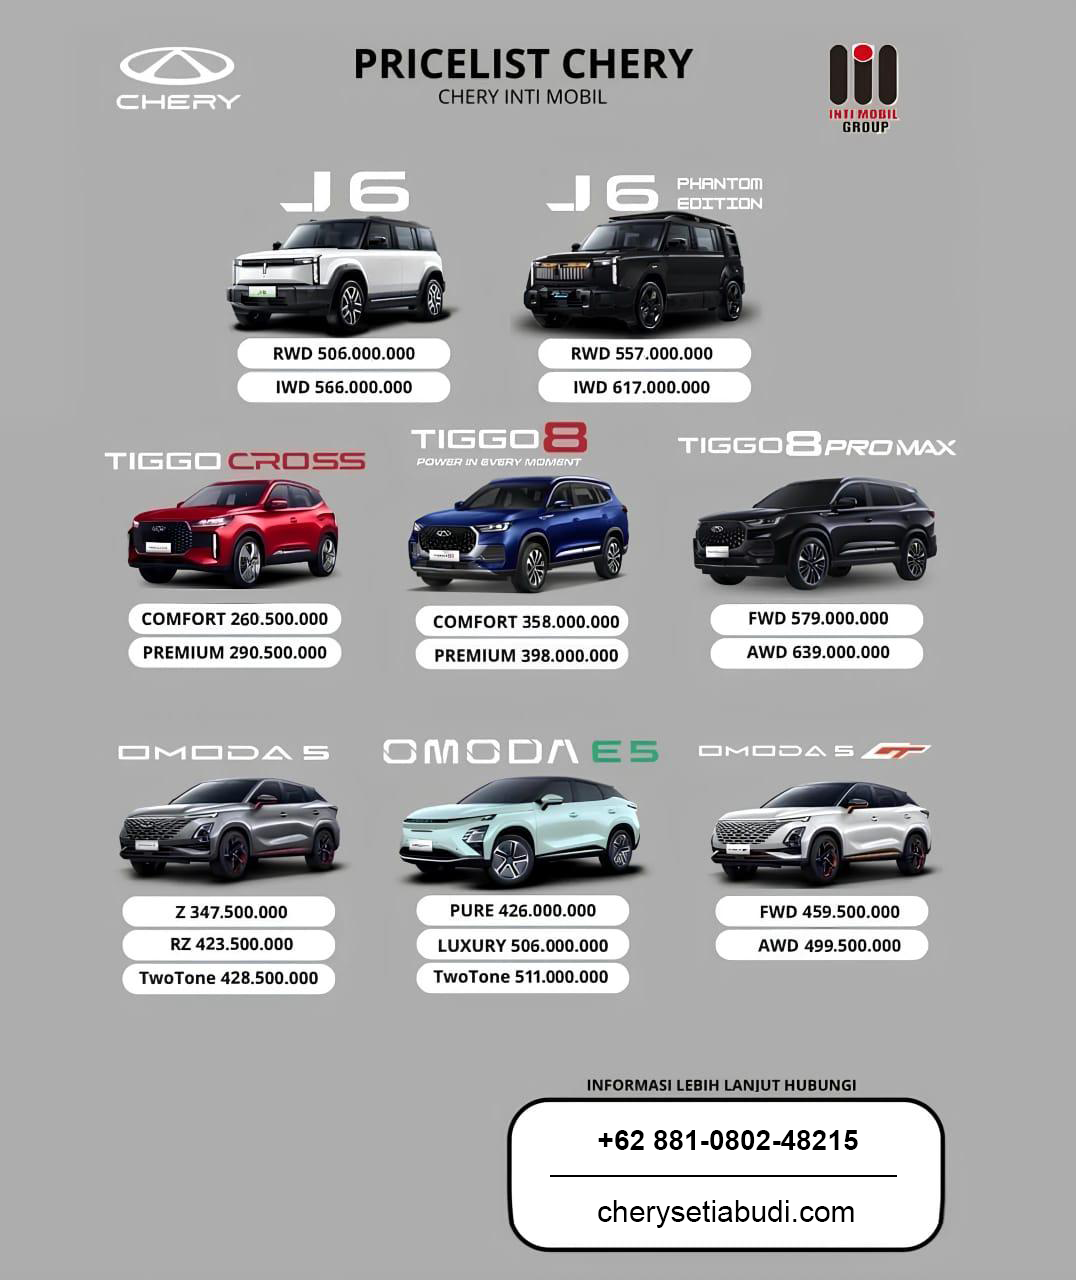 CHERY
PRICELIST CHERY
CHERY INTI MOBIL
INTI MOBIL
GROUP
J6
J6 PHANTOM
EDITION
J6
RWD 506.000.000
IWD 566.000.000
RWD 557.000.000
IWD 617.000.000
TIGGO CROSS
TIGGO 8
POWER IN EVERY MOMENT
TIGGO 8 PRO MAX
TIGGO 8
COMFORT 260.500.000
PREMIUM 290.500.000
COMFORT 358.000.000
PREMIUM 398.000.000
FWD 579.000.000
AWD 639.000.000
OMODA 5
OMODA E5
OMODA 5 GT
Z 347.500.000
RZ 423.500.000
TwoTone 428.500.000
PURE 426.000.000
LUXURY 506.000.000
TwoTone 511.000.000
FWD 459.500.000
AWD 499.500.000
INFORMASI LEBIH LANJUT HUBUNGI
+62 881-0802-48215
cherysetiabudi.com